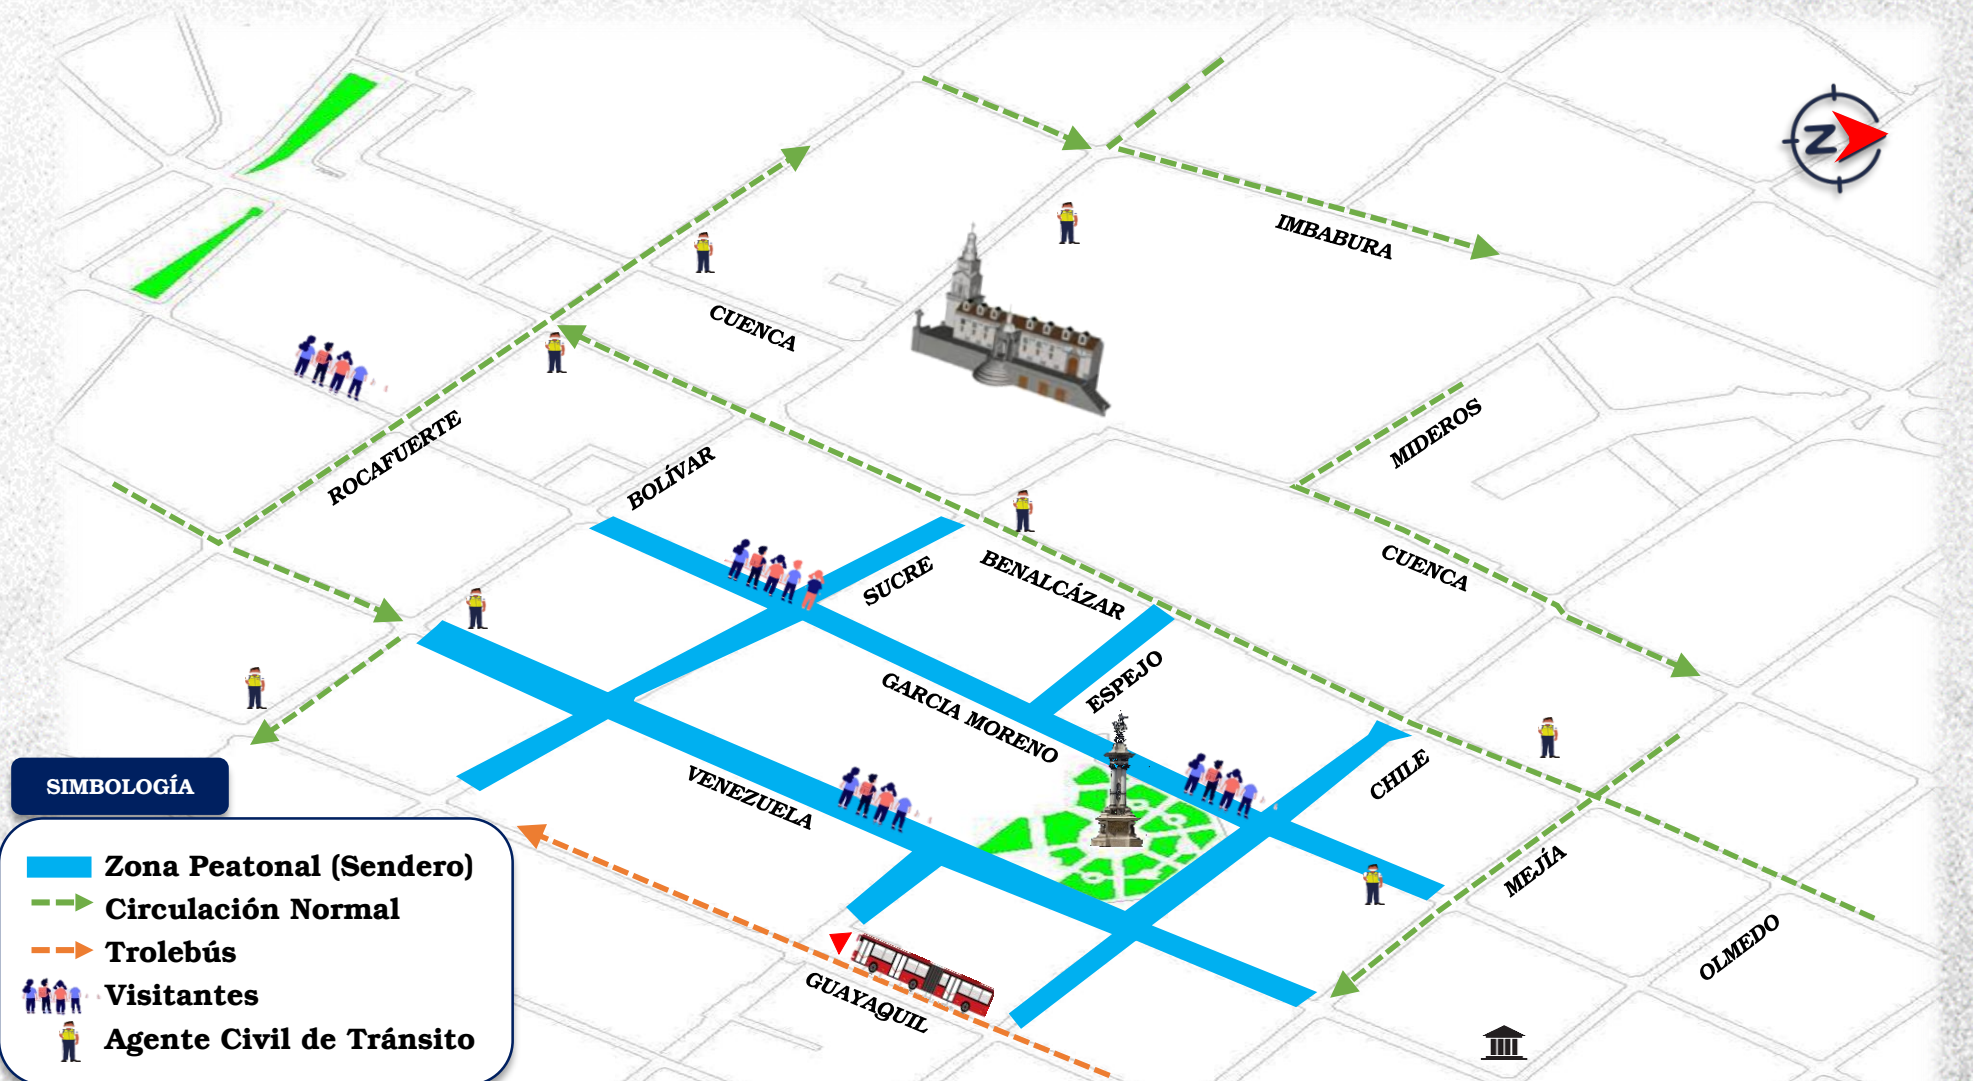 Z
IMBABURA
CUENCA
MIDEROS
ROCAFUERTE
BOLÍVAR
SUCRE
BENALCÁZAR
CUENCA
ESPEJO
GARCIA MORENO
CHILE
VENEZUELA
MEJÍA
OLMEDO
GUAYAQUIL
SIMBOLOGÍA
Zona Peatonal (Sendero)
Circulación Normal
Trolebús
Visitantes
Agente Civil de Tránsito